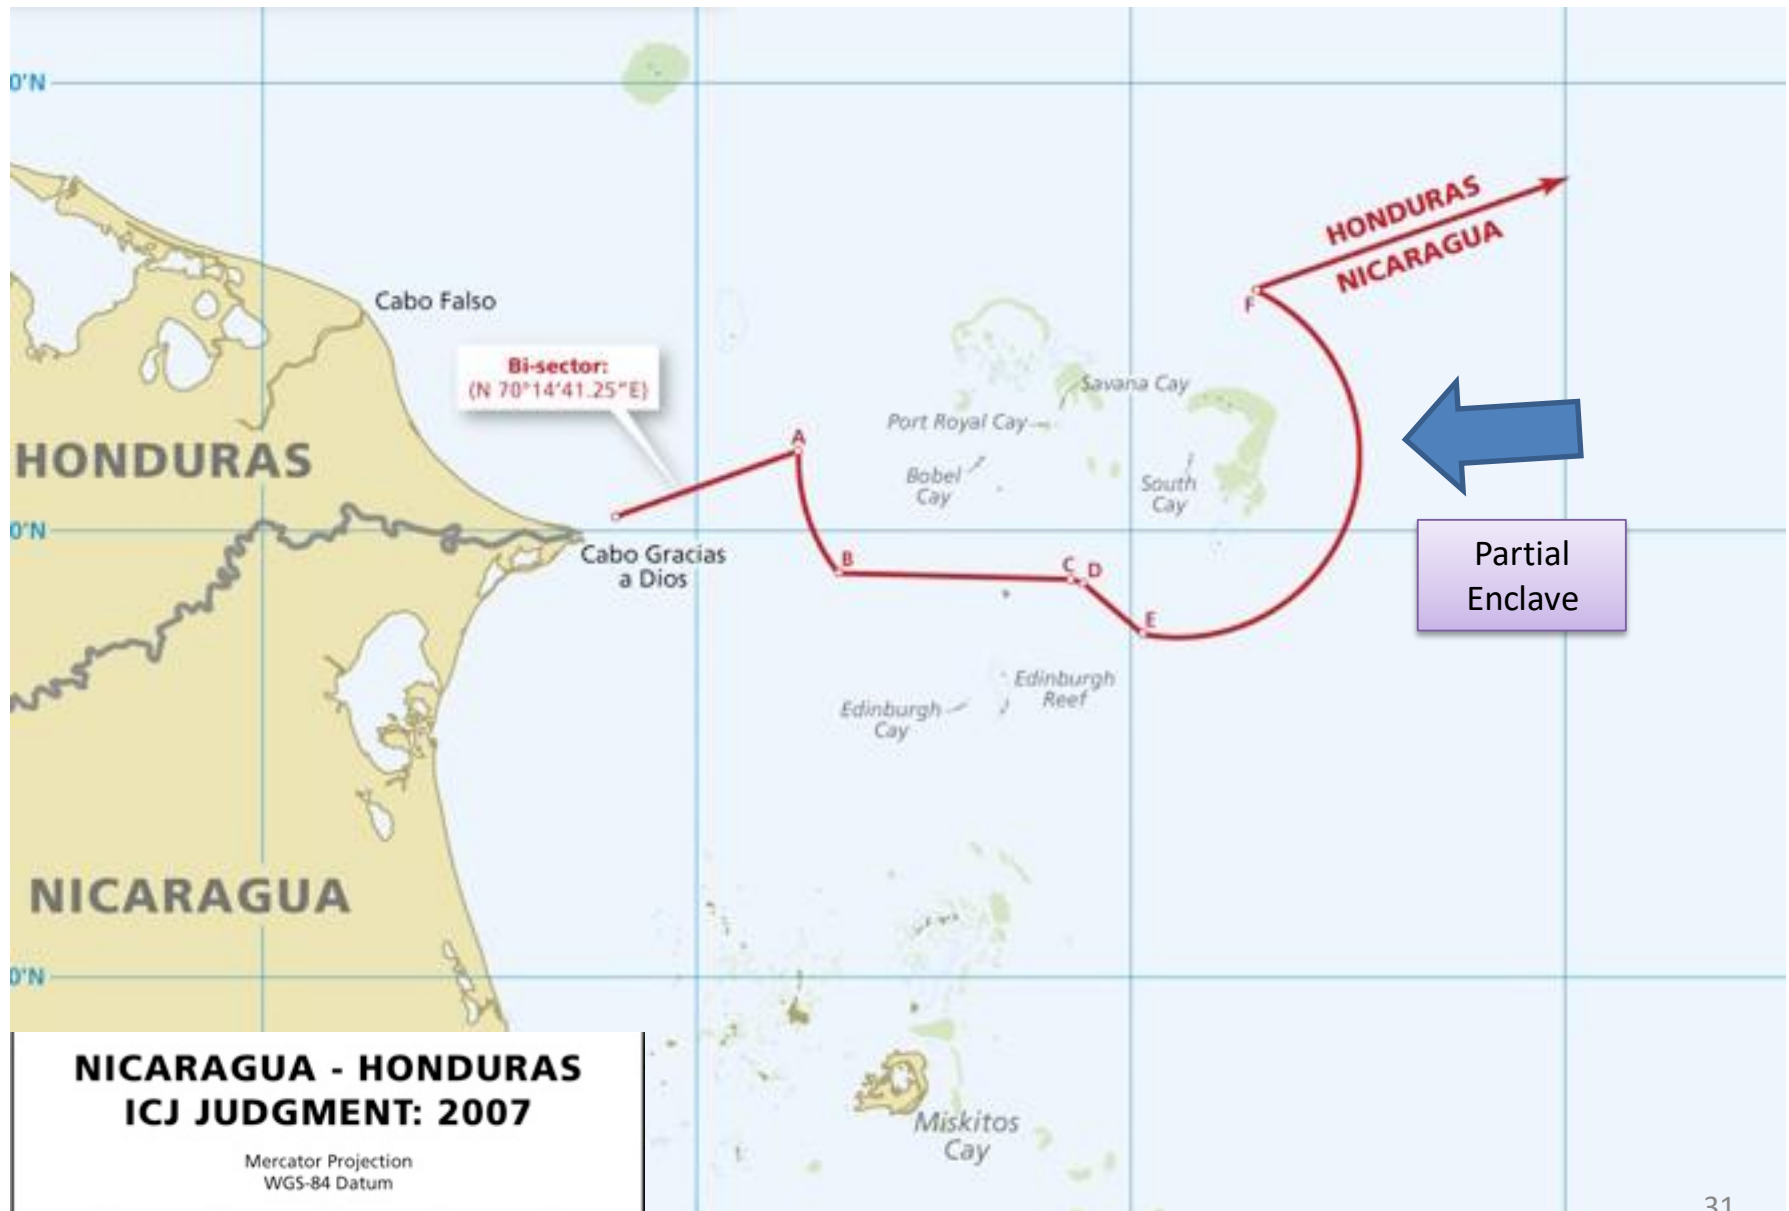 0'N
HONDURAS
NICARAGUA
F
Cabo Falso
Bi-sector:
(N 70°14'41.25"E)
Savana Cay
Port Royal Cay
A
HONDURAS
Bobel
Cay
South
Cay
0'N
Cabo Gracias
a Dios
B
C
D
Partial
Enclave
E
Edinburgh
Reef
Edinburgh
Cay
NICARAGUA
0'N
NICARAGUA - HONDURAS
ICJ JUDGMENT: 2007
Mercator Projection
WGS-84 Datum
Miskitos
Cay
31